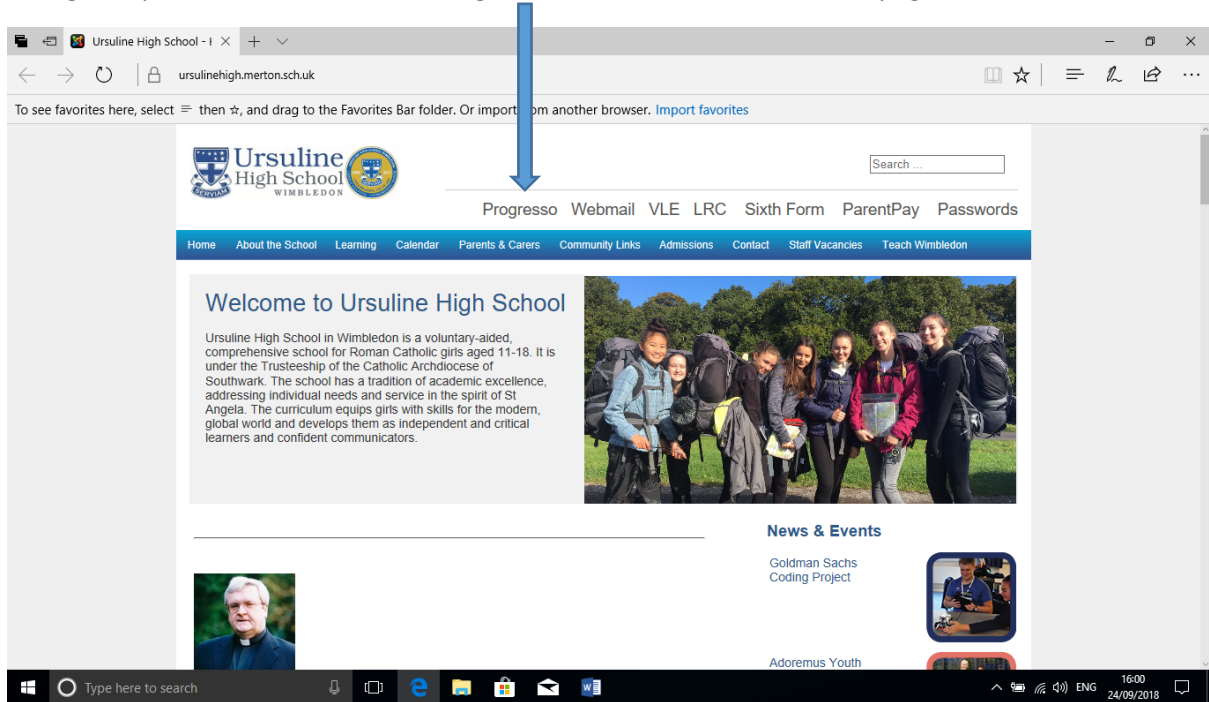 Ursuline High School - H
ursulinehigh.merton.sch.uk
To see favorites here, select then , and drag to the Favorites Bar folder. Or import from another browser. Import favorites
Ursuline
High School
WIMBLEDON
SERVIAM
Search ...
Progresso Webmail VLE LRC Sixth Form ParentPay Passwords
Home About the School Learning Calendar Parents & Carers Community Links Admissions Contact Staff Vacancies Teach Wimbledon
Welcome to Ursuline High School
Ursuline High School in Wimbledon is a voluntary-aided,
comprehensive school for Roman Catholic girls aged 11-18. It is
under the Trusteeship of the Catholic Archdiocese of
Southwark. The school has a tradition of academic excellence,
addressing individual needs and service in the spirit of St
Angela. The curriculum equips girls with skills for the modern,
global world and develops them as independent and critical
learners and confident communicators.
News & Events
Goldman Sachs
Coding Project
Adoremus Youth
Type here to search
ENG
16:00
24/09/2018